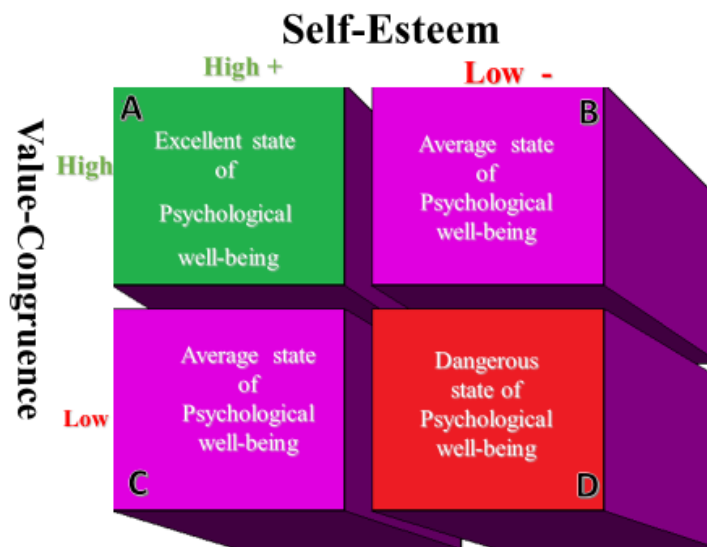 Self-Esteem
High +
Low -
Value-Congruence
High
A
Excellent state
of
Psychological
well-being
B
Average state
of
Psychological
well-being
Low
Average state
of
Psychological
well-being
C
Dangerous
state of
Psychological
well-being
D